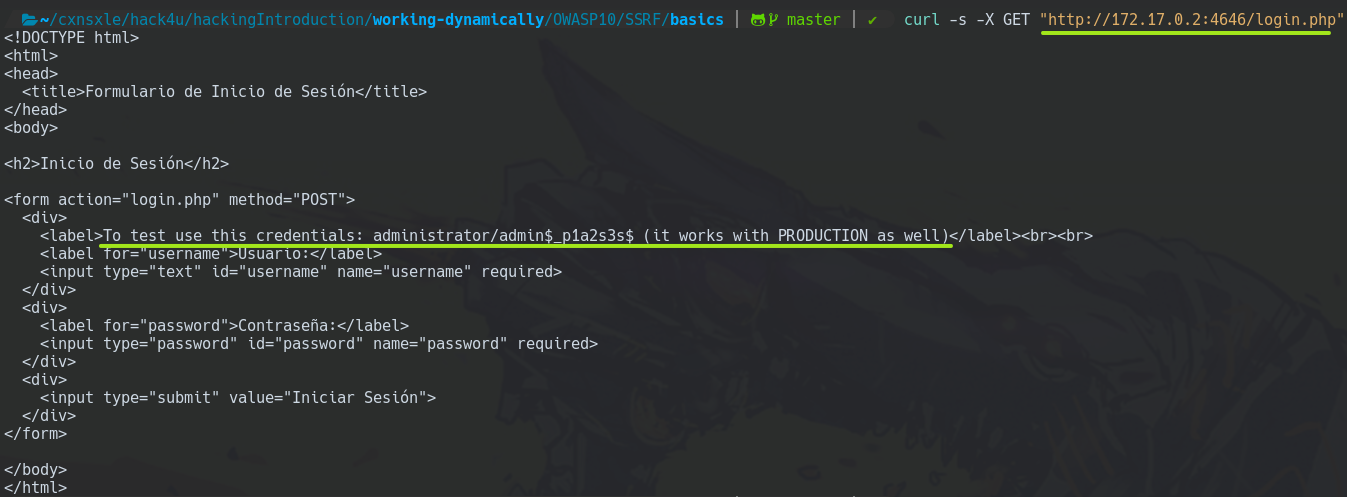 ~/cxnsxle/hack4u/hackingIntroduction/working-dynamically/OWASP10/SSRF/basics | master | ✔ curl -s -X GET "http://172.17.0.2:4646/login.php"
<!DOCTYPE html>
<html>
<head>
  <title>Formulario de Inicio de Sesión</title>
</head>
<body>

<h2>Inicio de Sesión</h2>

<form action="login.php" method="POST">
  <div>
    <label>To test use this credentials: administrator/admin$_p1a2s3s$ (it works with PRODUCTION as well)</label><br><br>
    <label for="username">Usuario:</label>
    <input type="text" id="username" name="username" required>
  </div>
  <div>
    <label for="password">Contraseña:</label>
    <input type="password" id="password" name="password" required>
  </div>
  <div>
    <input type="submit" value="Iniciar Sesión">
  </div>
</form>

</body>
</html>